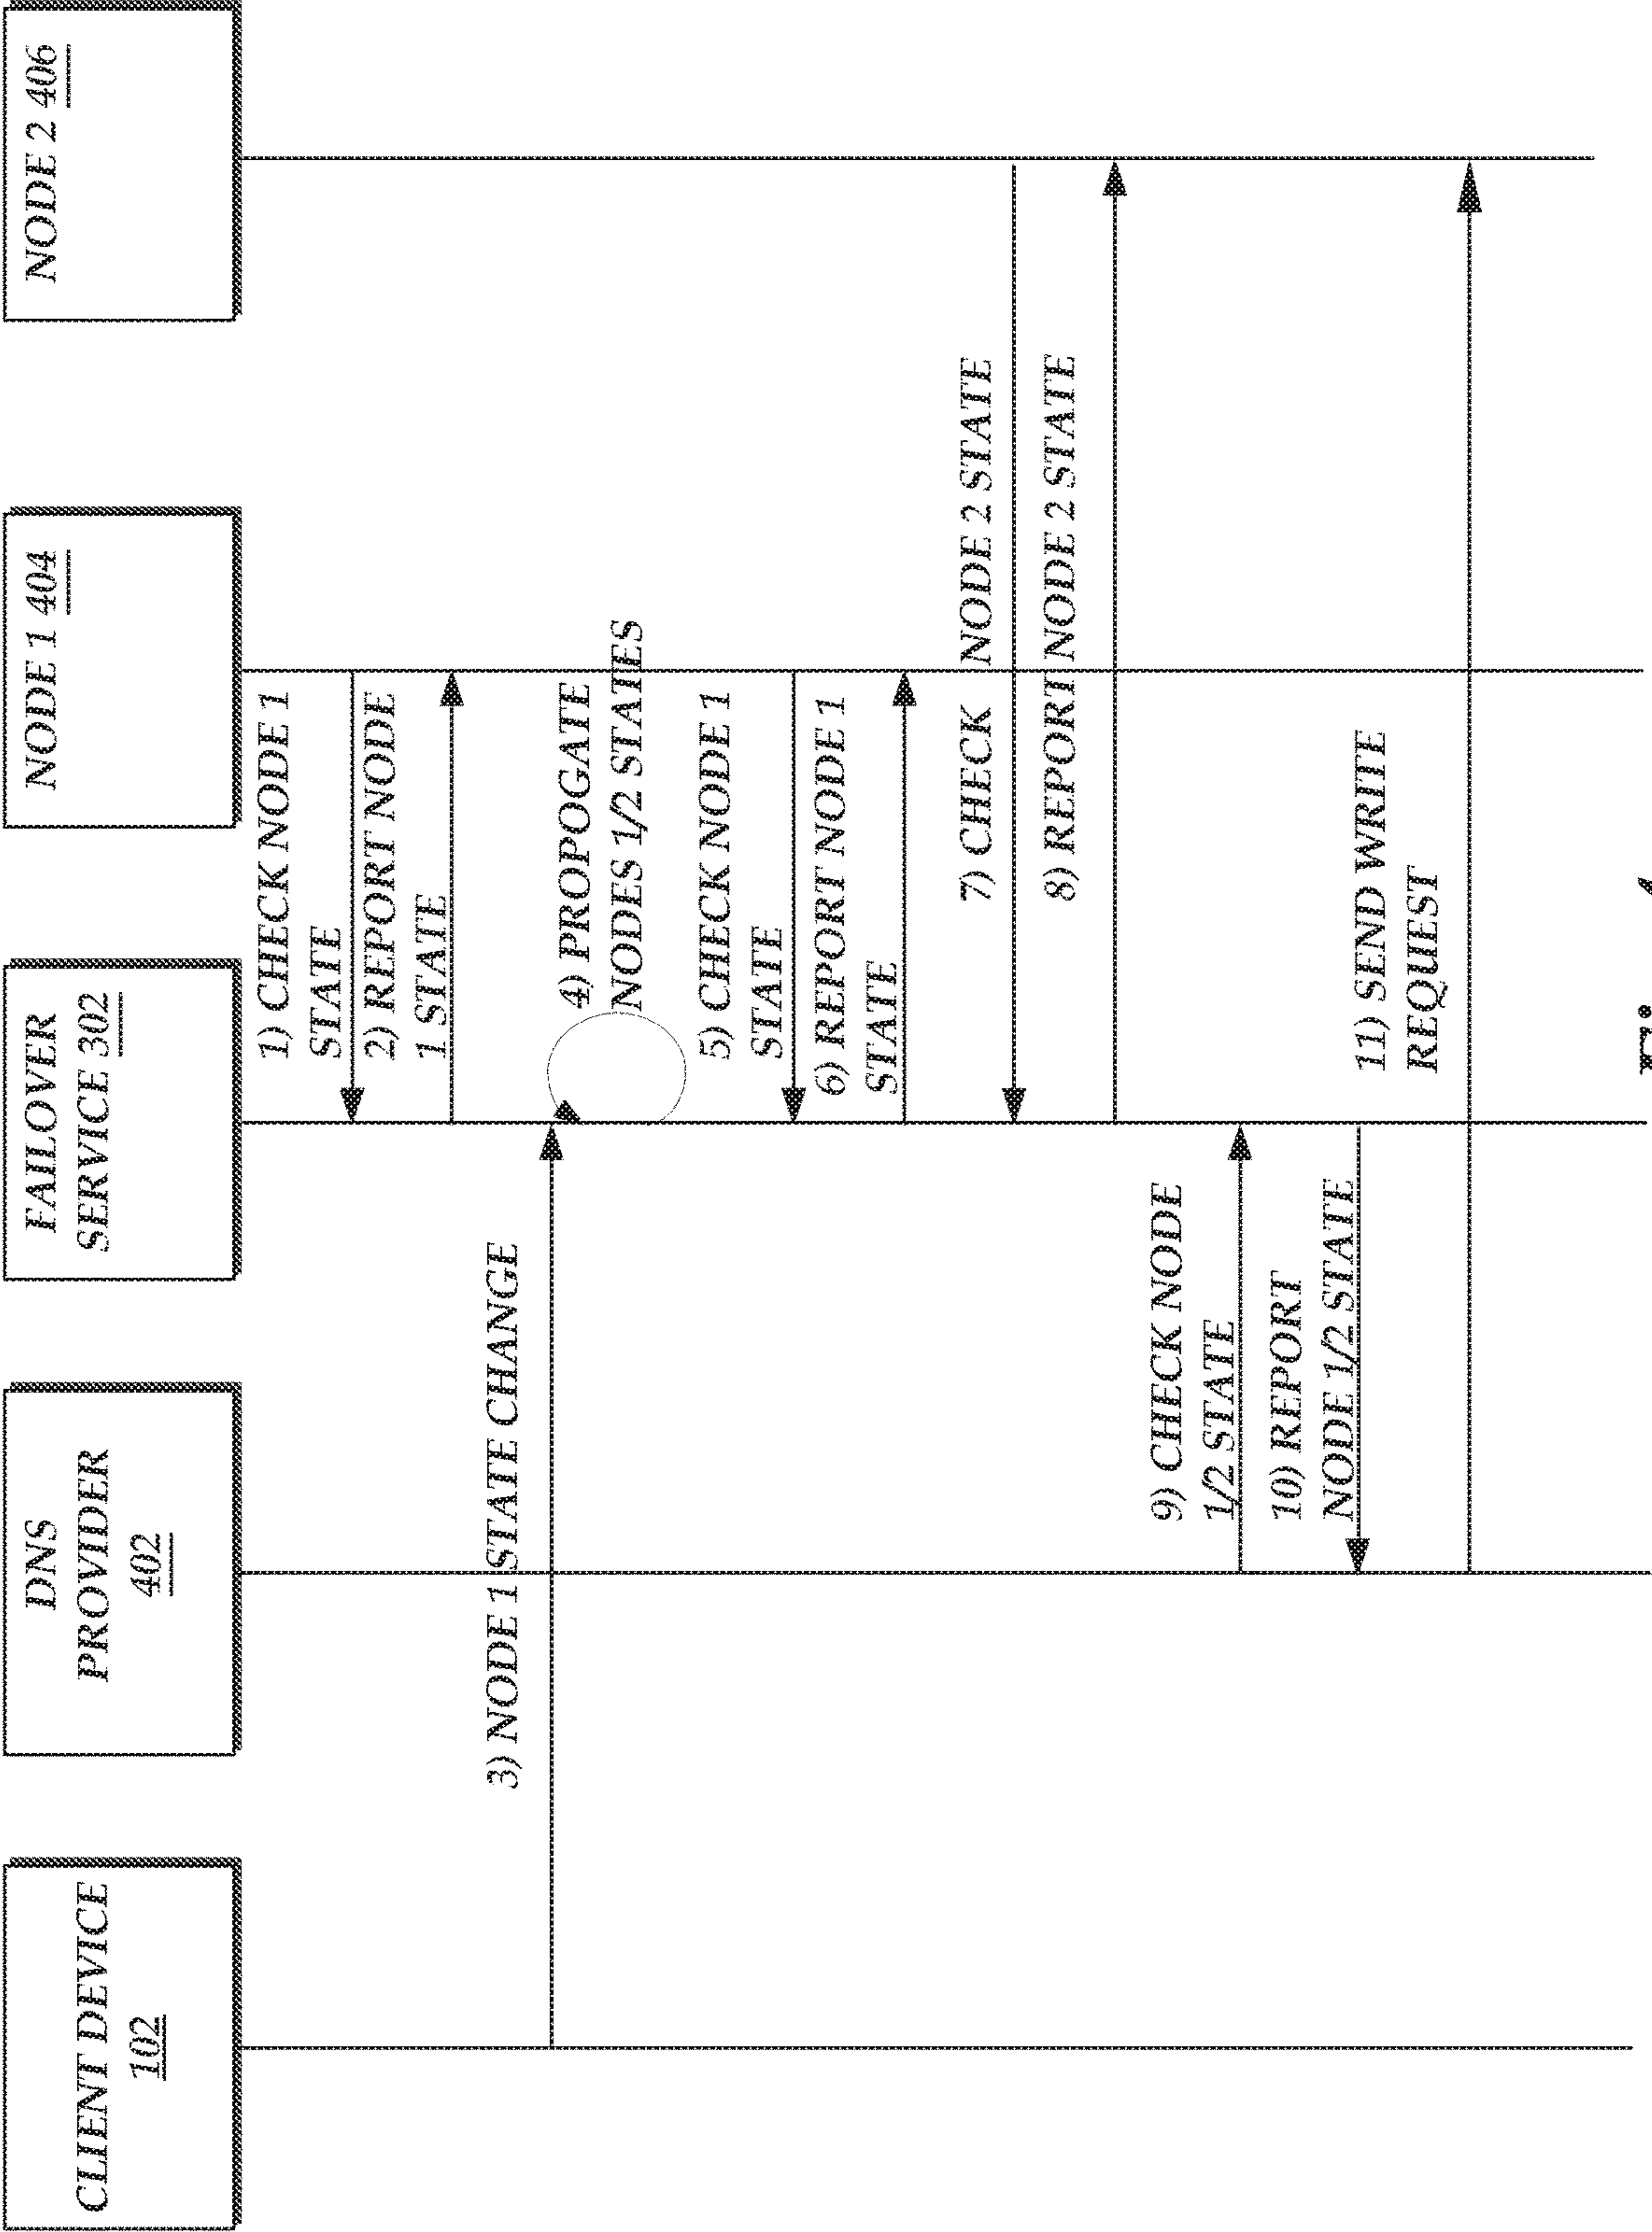 CLIENT DEVICE
102
DNS
PROVIDER
402
FAILOVER
SERVICE 302
NODE 1 404
NODE 2 406
1) CHECK NODE 1
STATE
2) REPORT NODE
1 STATE
3) NODE 1 STATE CHANGE
4) PROPOGATE
NODES 1/2 STATES
5) CHECK NODE 1
STATE
6) REPORT NODE 1
STATE
7) CHECK NODE 2 STATE
8) REPORT NODE 2 STATE
9) CHECK NODE
1/2 STATE
10) REPORT
NODE 1/2 STATE
11) SEND WRITE
REQUEST